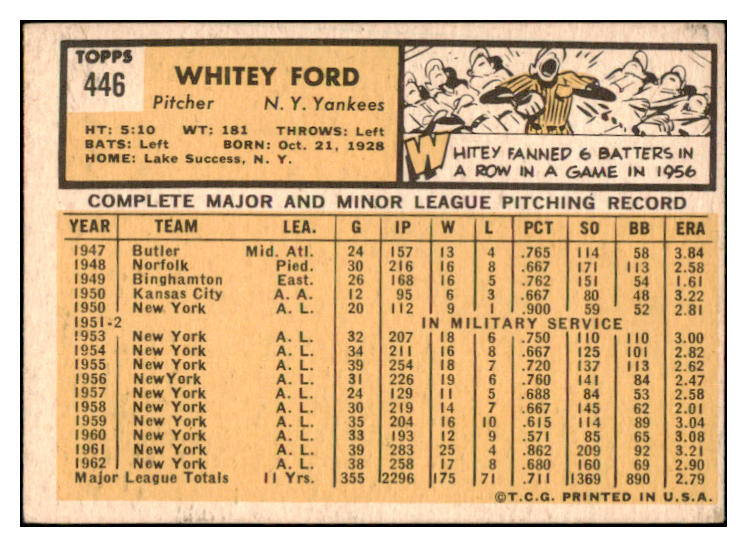 TOPPS
446
WHITEY FORD
Pitcher N. Y. Yankees
HT: 5:10 WT: 181 THROWS: Left
BATS: Left BORN: Oct. 21, 1928
HOME: Lake Success, N. Y.
WHITEY FANNED 6 BATTERS IN
A ROW IN A GAME IN 1956
COMPLETE MAJOR AND MINOR LEAGUE PITCHING RECORD
YEAR TEAM LEA. G IP W L PCT SO BB ERA
1947 Butler Mid. Atl. 24 157 13 4 .765 114 58 3.84
1948 Norfolk Pied. 30 216 16 8 .667 171 113 2.58
1949 Binghamton East. 26 168 16 5 .762 151 54 1.61
1950 Kansas City A. A. 12 95 6 3 .667 80 48 3.22
1950 New York A. L. 20 112 9 1 .900 59 52 2.81
1951-2 IN MILITARY SERVICE
1953 New York A. L. 32 207 18 6 .750 110 110 3.00
1954 New York A. L. 34 211 16 8 .667 125 101 2.82
1955 New York A. L. 39 254 18 7 .720 137 113 2.62
1956 NewYork A. L. 31 226 19 6 .760 141 84 2.47
1957 New York A. L. 24 129 11 5 .688 84 53 2.58
1958 New York A. L. 30 219 14 7 .667 145 62 2.01
1959 New York A. L. 35 204 16 10 .615 114 89 3.04
1960 New York A. L. 33 193 12 9 .571 85 65 3.08
1961 New York A. L. 39 283 25 4 .862 209 92 3.21
1962 New York A. L. 38 258 17 8 .680 160 69 2.90
Major League Totals 11 Yrs. 355 2296 175 71 .711 1369 890 2.79
©T.C.G. PRINTED IN U.S.A.